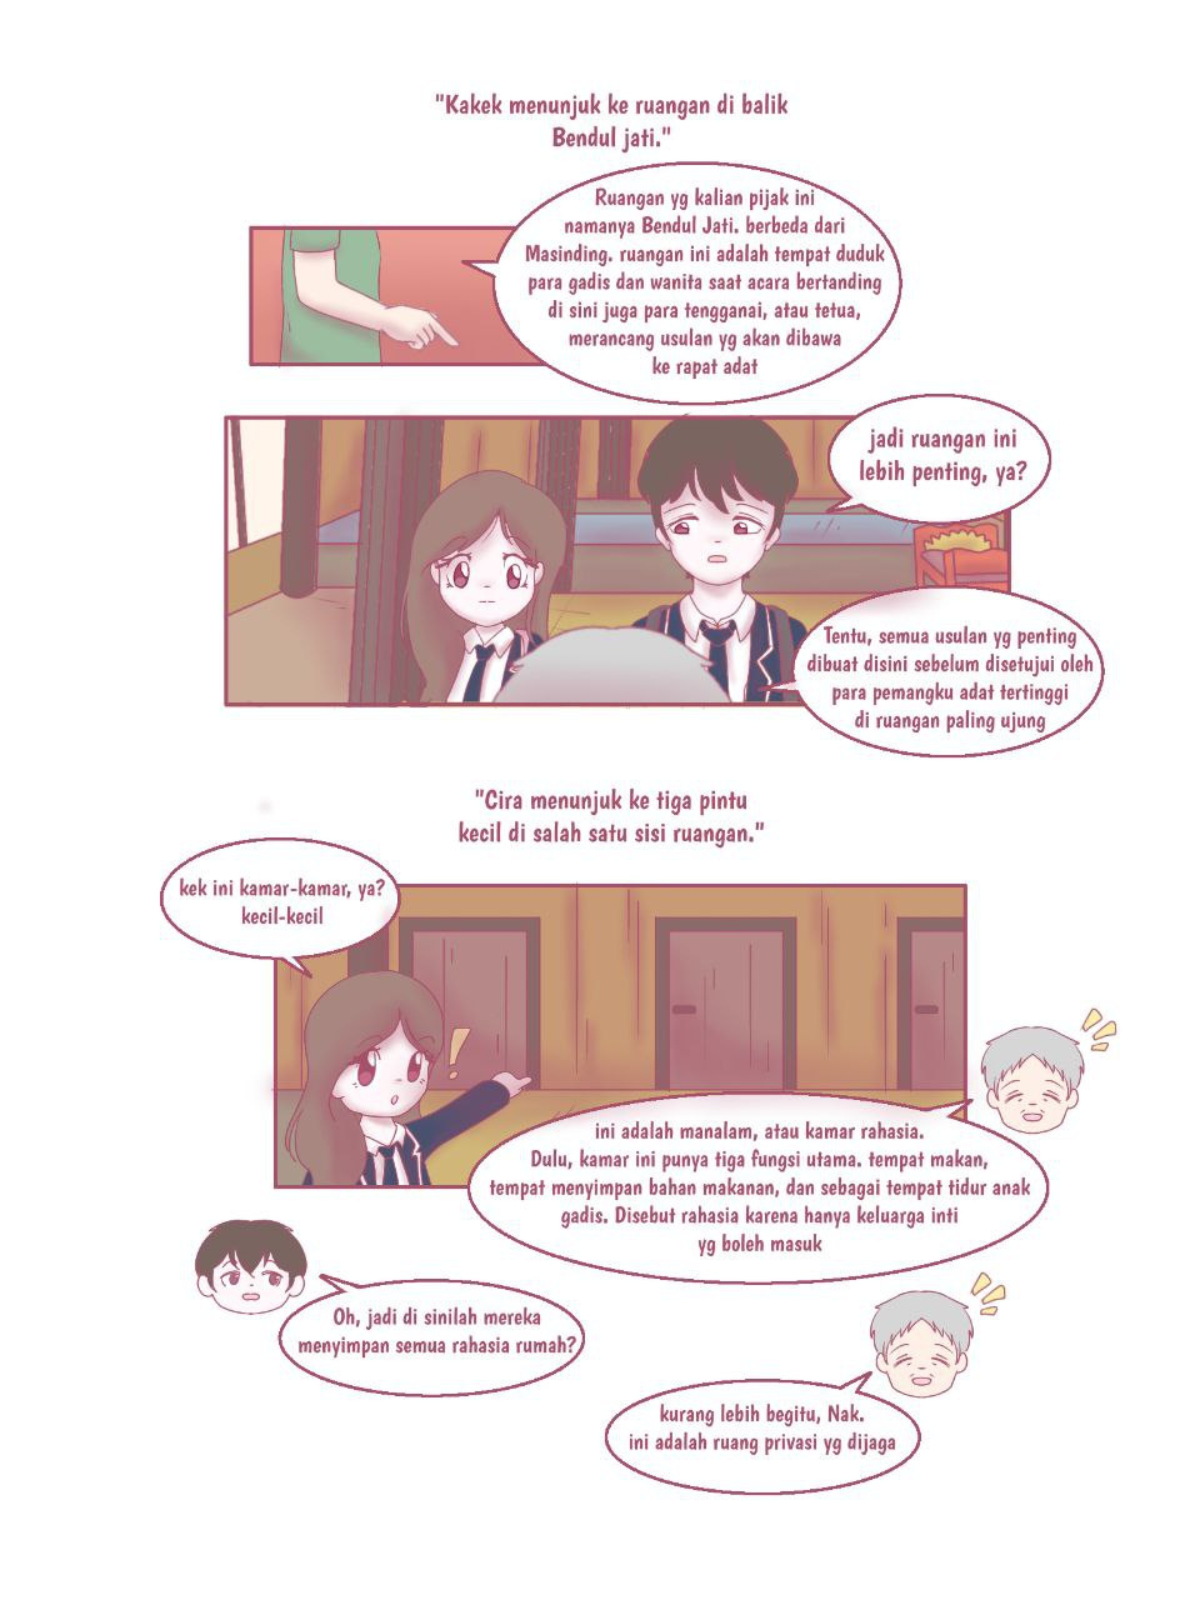 "Kakek menunjuk ke ruangan di balik
Bendul jati."
Ruangan yg kalian pijak ini
namanya Bendul Jati. berbeda dari
Masinding. ruangan ini adalah tempat duduk
para gadis dan wanita saat acara bertanding
di sini juga para tengganai, atau tetua,
merancang usulan yg akan dibawa
ke rapat adat
jadi ruangan ini
lebih penting, ya?
Tentu, semua usulan yg penting
dibuat disini sebelum disetujui oleh
para pemangku adat tertinggi
di ruangan paling ujung
"Cira menunjuk ke tiga pintu
kecil di salah satu sisi ruangan."
kek ini kamar-kamar, ya?
kecil-kecil
!
ini adalah manalam, atau kamar rahasia.
Dulu, kamar ini punya tiga fungsi utama. tempat makan,
tempat menyimpan bahan makanan, dan sebagai tempat tidur anak
gadis. Disebut rahasia karena hanya keluarga inti
yg boleh masuk
Oh, jadi di sinilah mereka
menyimpan semua rahasia rumah?
kurang lebih begitu, Nak.
ini adalah ruang privasi yg dijaga